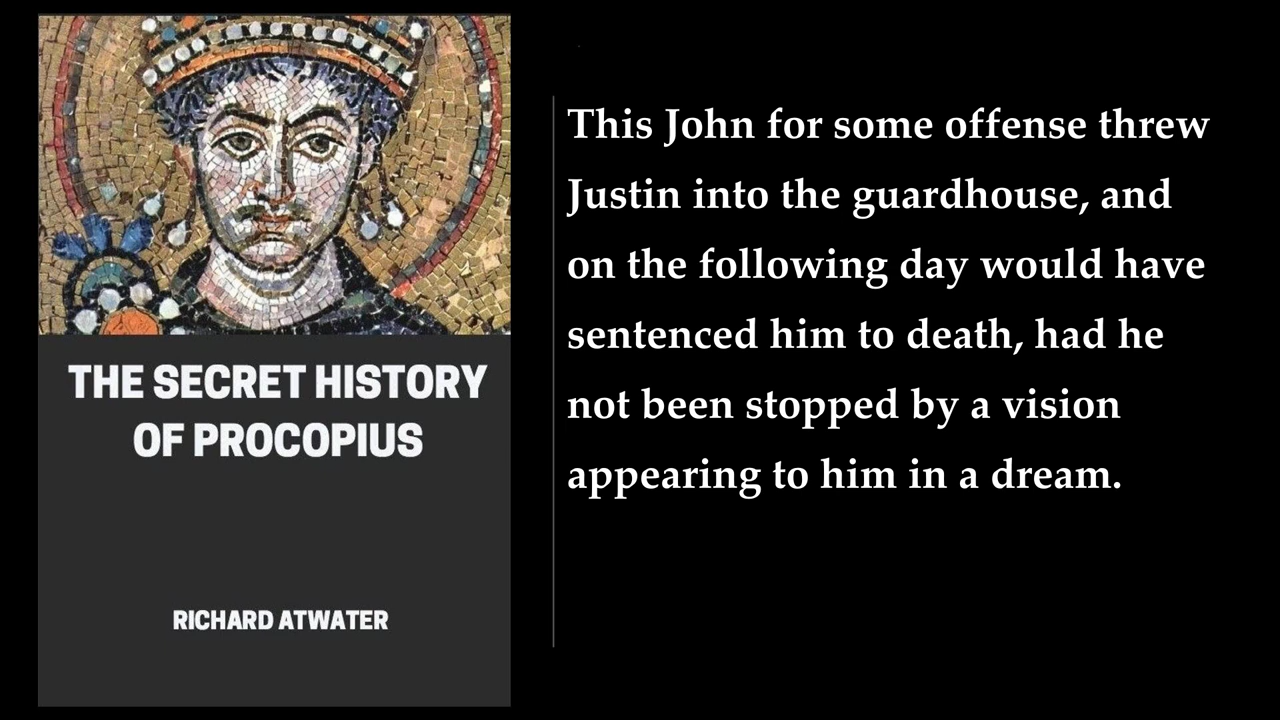 THE SECRET HISTORY
OF PROCOPIUS
RICHARD ATWATER
This John for some offense threw
Justin into the guardhouse, and
on the following day would have
sentenced him to death, had he
not been stopped by a vision
appearing to him in a dream.